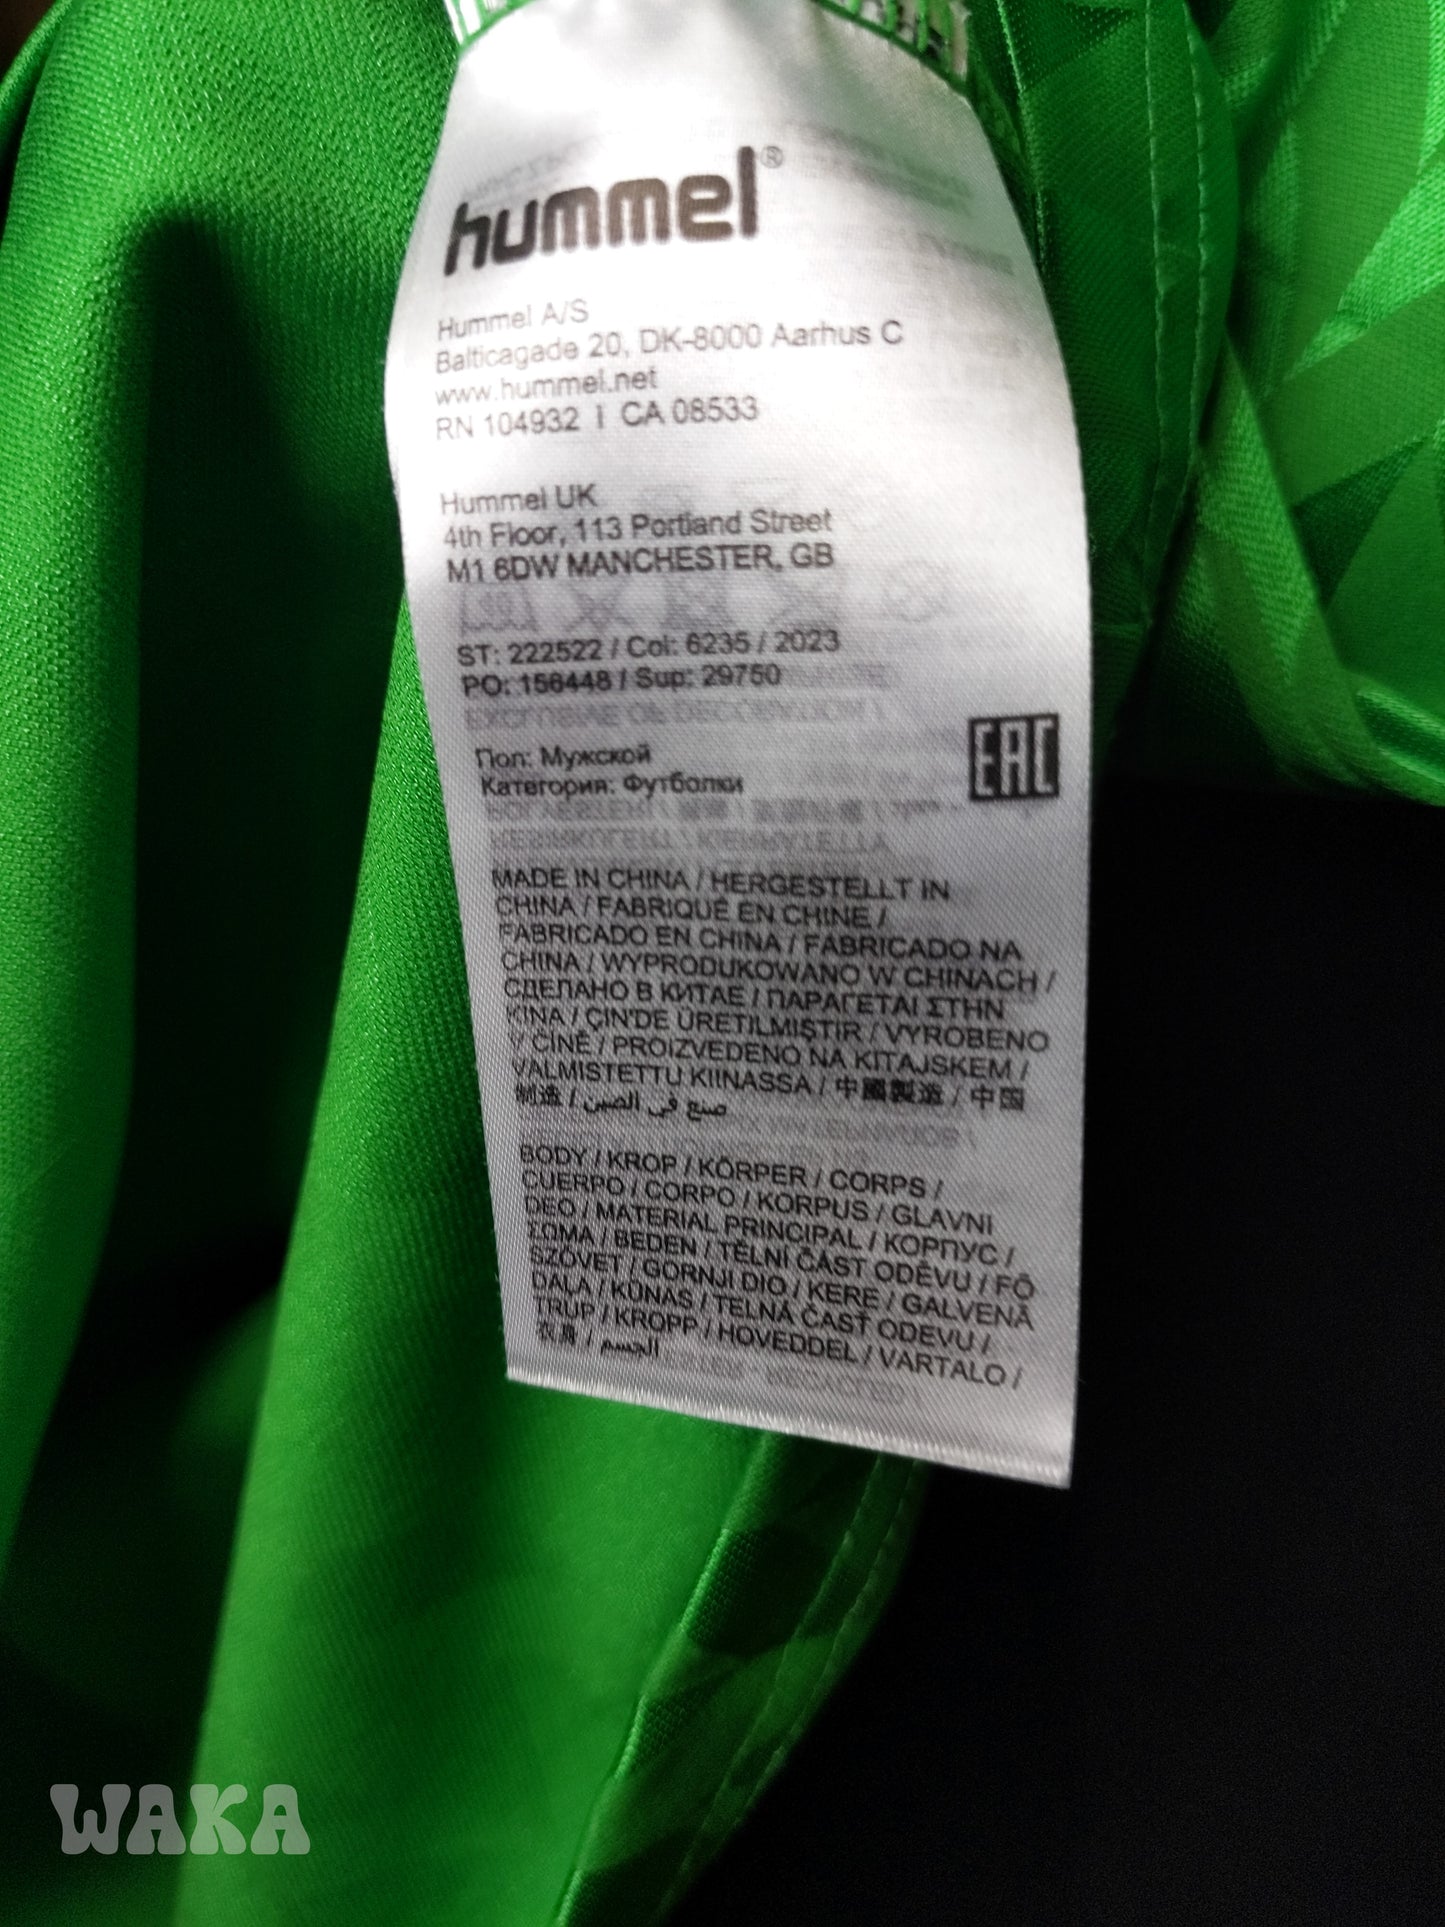 hummel®
Hummel A/S
Balticagade 20, DK-8000 Aarhus C
www.hummel.net
RN 104932 I CA 08533
Hummel UK
4th Floor, 113 Portland Street
M1 6DW MANCHESTER, GB
ST: 222522 / Col: 6235 / 2023
PO: 156448 / Sup: 29750
Пол: Мужской
Категория: Футболки
EAC
MADE IN CHINA / HERGESTELLT IN
CHINA / FABRIQUÉ EN CHINE /
FABRICADO EN CHINA / FABRICADO NA
CHINA / WYPRODUKOWANO W CHINACH /
СДЕЛАНО В КИТАЕ / ΠΑΡΑΓΕΤΑΙ ΣΤΗΝ
ΚΙΝΑ / ÇIN'DE ÜRETILMIŞTIR / VYROBENO
V ČÍNĚ / PROIZVEDENO NA KITAJSKEM /
VALMISTETTU KIINASSA / 中國製造 / 中国
制造 / صنع في الصين
BODY / KROP / KÖRPER / CORPS /
CUERPO / CORPO / KORPUS / GLAVNI
DEO / MATERIAL PRINCIPAL / КОРПУС /
ΣΩΜΑ / BEDEN / TĚLNÍ ČÁST ODĚVU / FŐ
SZÖVET / GORNJI DIO / KERE / GALVENĀ
DAĻA / KŪNAS / TELNÁ ČASŤ ODEVU /
TRUP / KROPP / HOVEDDEL / VARTALO /
衣身 / الجسم
WAKA